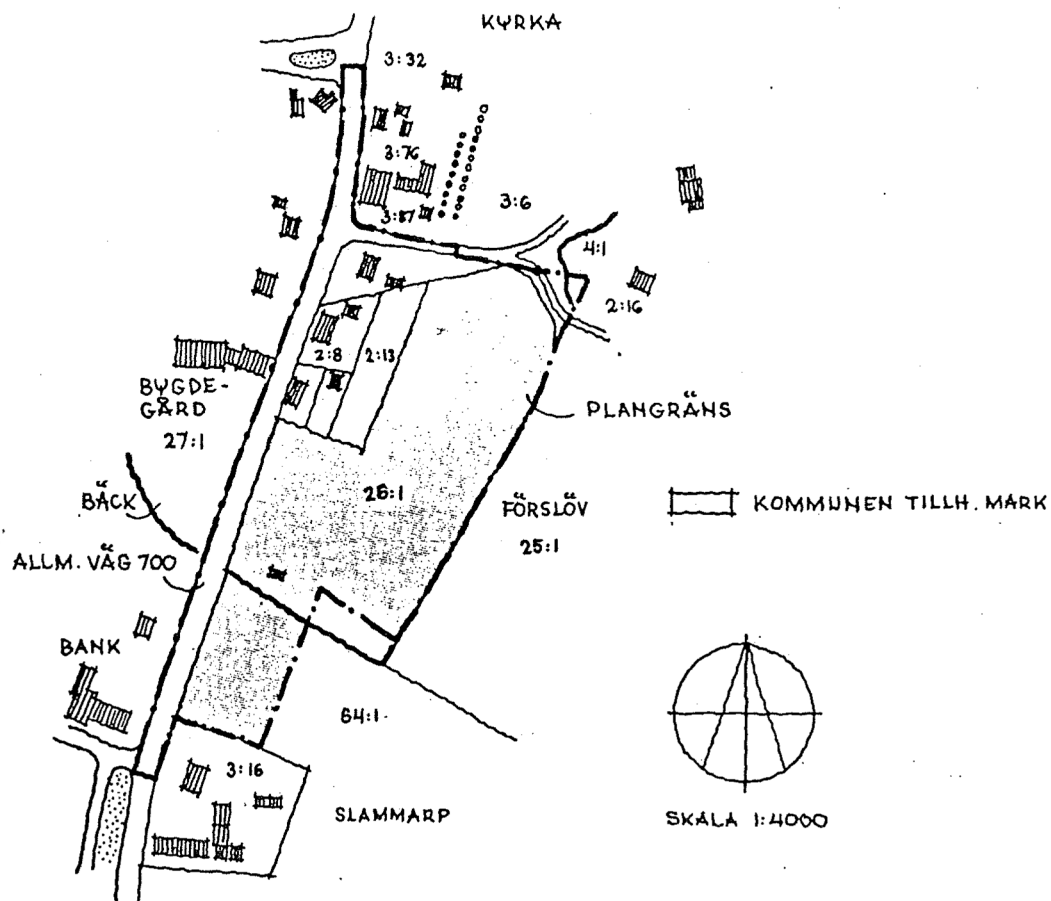 KYRKA
3:32
3:76
3:87
3:6
4:1
2:16
2:8
2:13
BYGDE-
GÅRD
27:1
PLANGRÄNS
26:1
BÄCK
FÖRSLÖV
25:1
KOMMUNEN TILLH. MARK
ALLM. VÄG 700
BANK
64:1
3:16
SLAMMARP
SKALA 1:4000